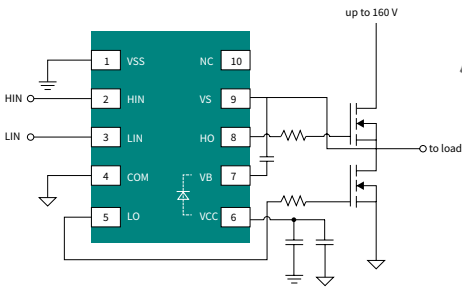 up to 160 V
1 VSS NC 10
HIN 2 HIN VS 9
LIN 3 LIN HO 8
to load
4 COM VB 7
5 LO VCC 6